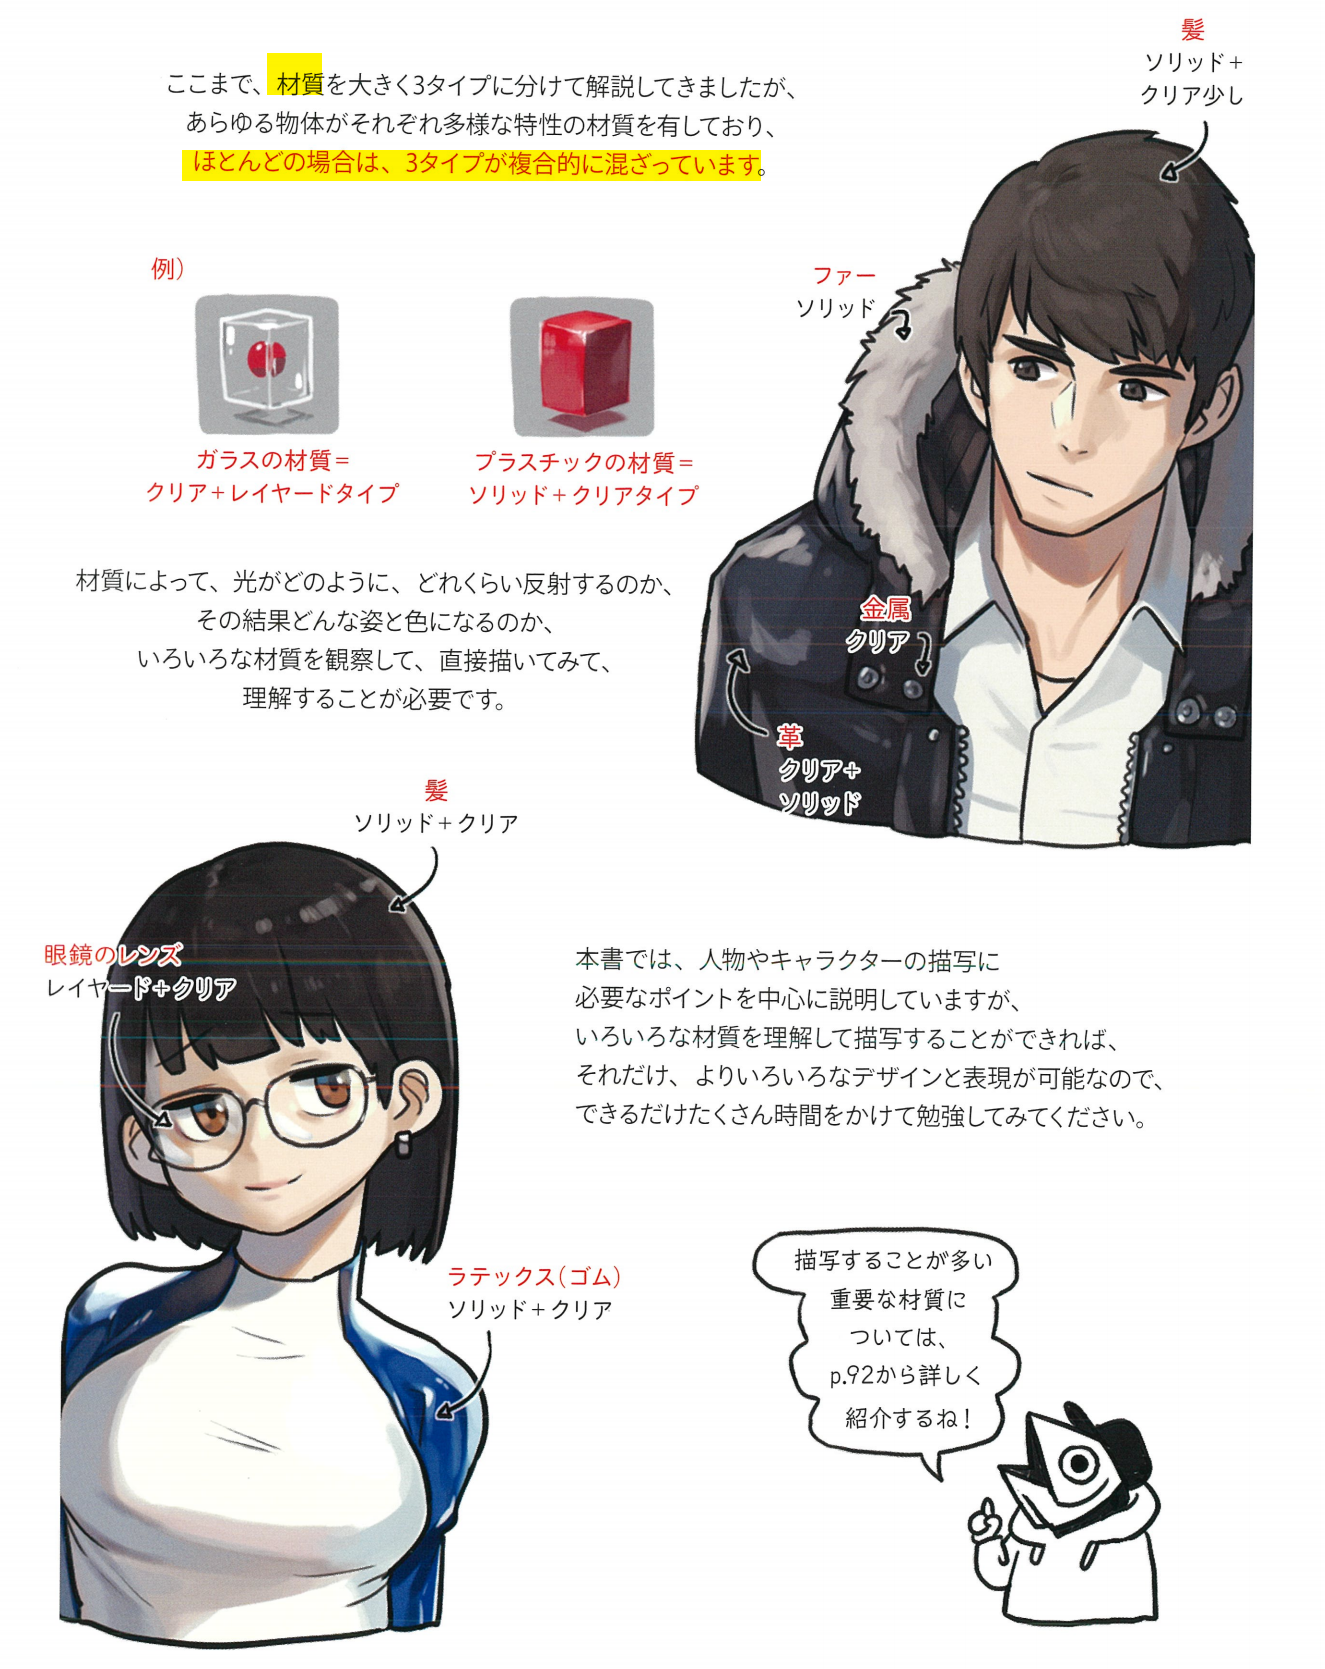 ここまで、材質を大きく3タイプに分けて解説してきましたが、
あらゆる物体がそれぞれ多様な特性の材質を有しており、
ほとんどの場合は、3タイプが複合的に混ざっています。
髪
ソリッド＋
クリア少し
例）
ファー
ソリッド
ガラスの材質＝
クリア＋レイヤードタイプ
プラスチックの材質＝
ソリッド＋クリアタイプ
材質によって、光がどのように、どれくらい反射するのか、
その結果どんな姿と色になるのか、
いろいろな材質を観察して、直接描いてみて、
理解することが必要です。
金属
クリア
革
クリア＋
ソリッド
髪
ソリッド＋クリア
眼鏡のレンズ
レイヤード＋クリア
本書では、人物やキャラクターの描写に
必要なポイントを中心に説明していますが、
いろいろな材質を理解して描写することができれば、
それだけ、よりいろいろなデザインと表現が可能なので、
できるだけたくさん時間をかけて勉強してみてください。
ラテックス（ゴム）
ソリッド＋クリア
描写することが多い
重要な材質に
ついては、
p.92から詳しく
紹介するね！